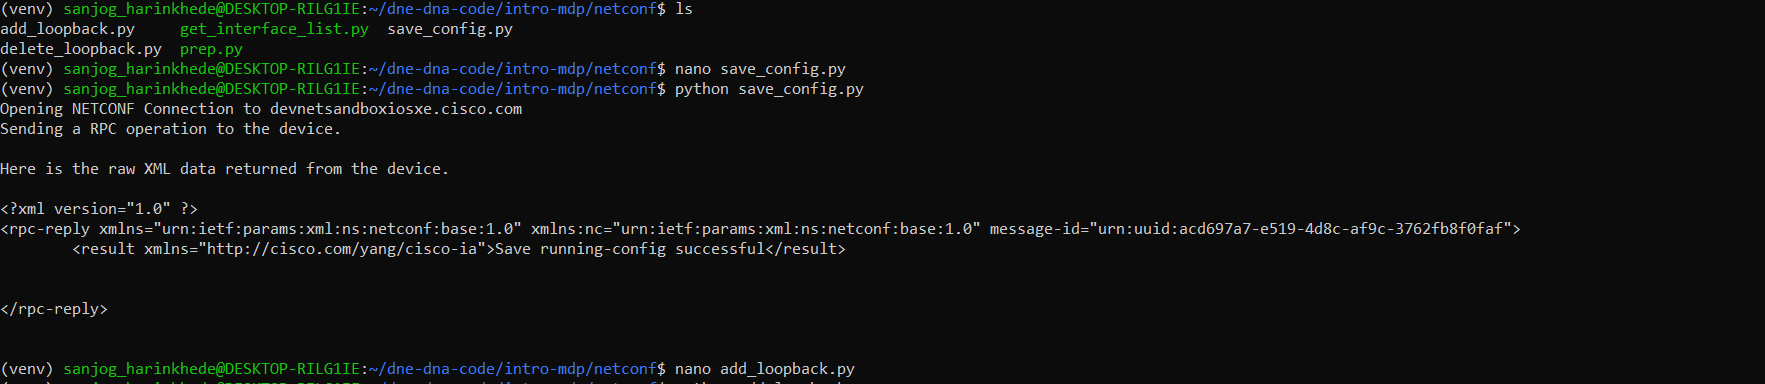 (venv) sanjog_harinkhede@DESKTOP-RILG1IE:~/dne-dna-code/intro-mdp/netconf$ ls
add_loopback.py     get_interface_list.py  save_config.py
delete_loopback.py  prep.py
(venv) sanjog_harinkhede@DESKTOP-RILG1IE:~/dne-dna-code/intro-mdp/netconf$ nano save_config.py
(venv) sanjog_harinkhede@DESKTOP-RILG1IE:~/dne-dna-code/intro-mdp/netconf$ python save_config.py
Opening NETCONF Connection to devnetsandboxiosxe.cisco.com
Sending a RPC operation to the device.
Here is the raw XML data returned from the device.
<?xml version="1.0" ?>
<rpc-reply xmlns="urn:ietf:params:xml:ns:netconf:base:1.0" xmlns:nc="urn:ietf:params:xml:ns:netconf:base:1.0" message-id="urn:uuid:acd697a7-e519-4d8c-af9c-3762fb8f0faf">
        <result xmlns="http://cisco.com/yang/cisco-ia">Save running-config successful</result>
</rpc-reply>
(venv) sanjog_harinkhede@DESKTOP-RILG1IE:~/dne-dna-code/intro-mdp/netconf$ nano add_loopback.py